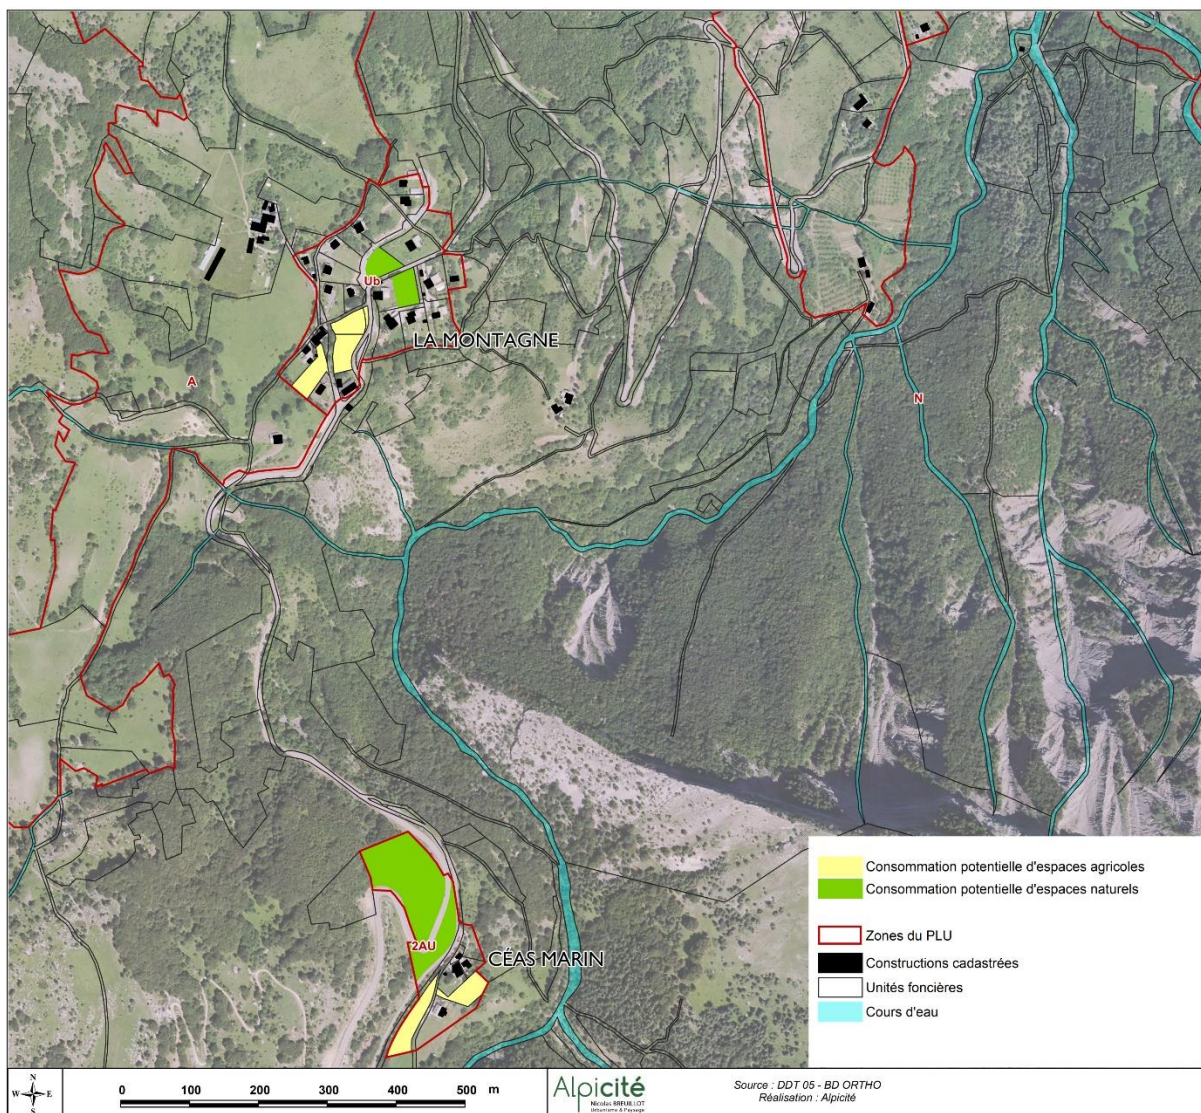 Ub
LA MONTAGNE
A
N
2AU
CÉAS MARIN
Consommation potentielle d'espaces agricoles
Consommation potentielle d'espaces naturels
Zones du PLU
Constructions cadastrées
Unités foncières
Cours d'eau
N
W E
S
0 100 200 300 400 500 m
Alpicité
Nicolas BREUILLOT
Urbanisme & Paysage
Source : DDT 05 - BD ORTHO
Réalisation : Alpicité